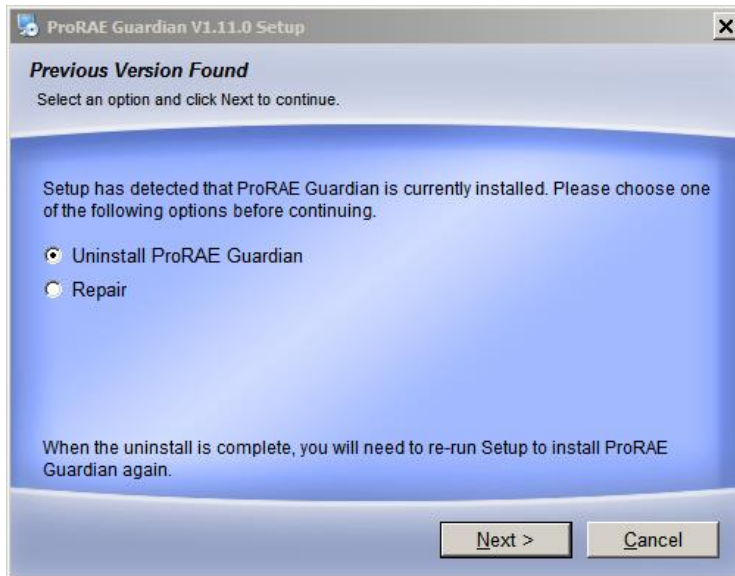 ProRAE Guardian V1.11.0 Setup
Previous Version Found
Select an option and click Next to continue.
Setup has detected that ProRAE Guardian is currently installed. Please choose one
of the following options before continuing.
Uninstall ProRAE Guardian
Repair
When the uninstall is complete, you will need to re-run Setup to install ProRAE
Guardian again.
Next >
Cancel